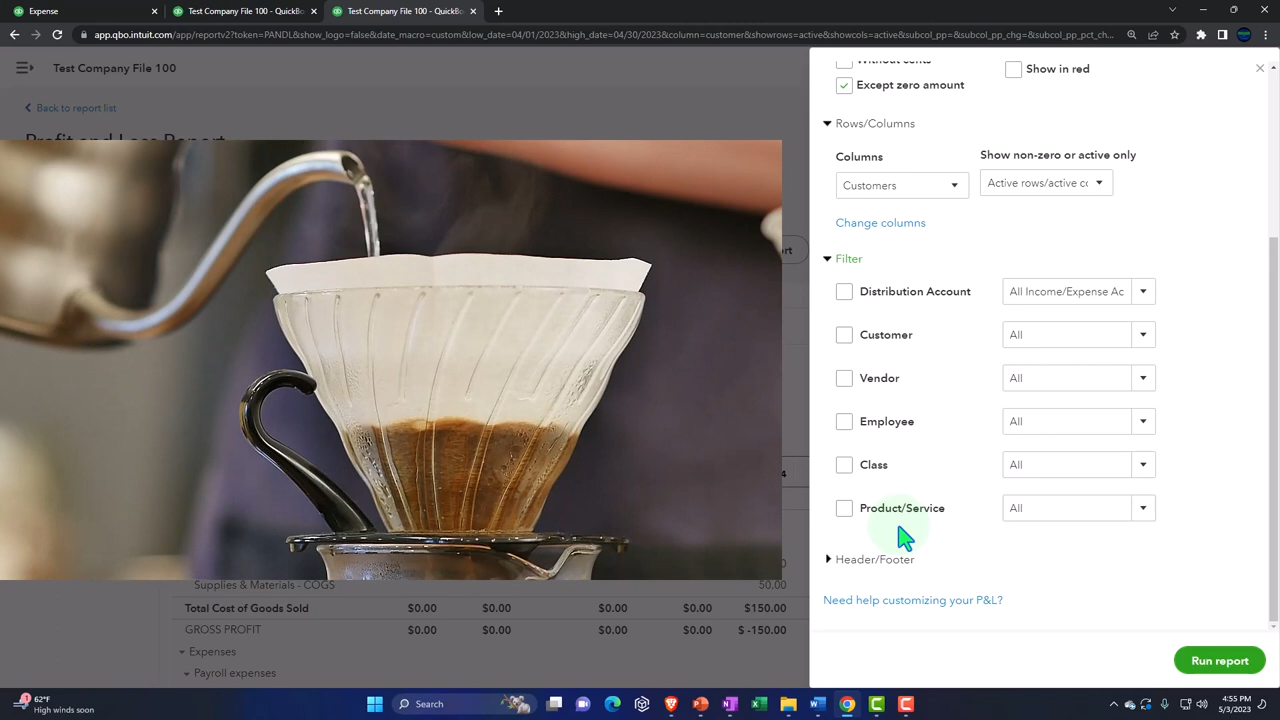 Expense
Test Company File 100 - QuickBo
Test Company File 100 - QuickBo
app.qbo.intuit.com/app/reportv2?token=PANDL&show_logo=false&date_macro=custom&low_date=04/01/2023&high_date=04/30/2023&column=customer&showrows=active&showcols=active&subcol_pp=&subcol_pp_chg=&subcol_pp_pct_ch...
Test Company File 100
Back to report list
Without cents
Show in red
Except zero amount
Rows/Columns
Columns
Show non-zero or active only
Customers
Active rows/active co
Change columns
Filter
Distribution Account
All Income/Expense Ac
Customer
All
Vendor
All
Employee
All
Class
All
Product/Service
All
Header/Footer
Need help customizing your P&L?
Run report
Supplies & Materials - COGS 50.00
Total Cost of Goods Sold $0.00 $0.00 $0.00 $0.00 $150.00
GROSS PROFIT $0.00 $0.00 $0.00 $0.00 $ -150.00
Expenses
Payroll expenses
62°F
High winds soon
Search
4:55 PM
5/3/2023